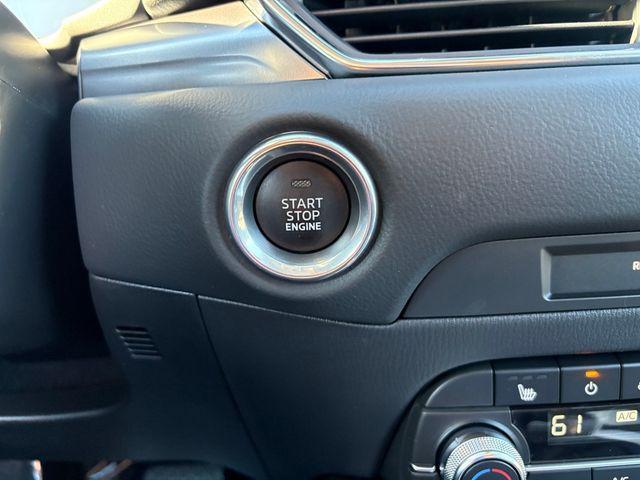 START
STOP
ENGINE
R
61
A/C